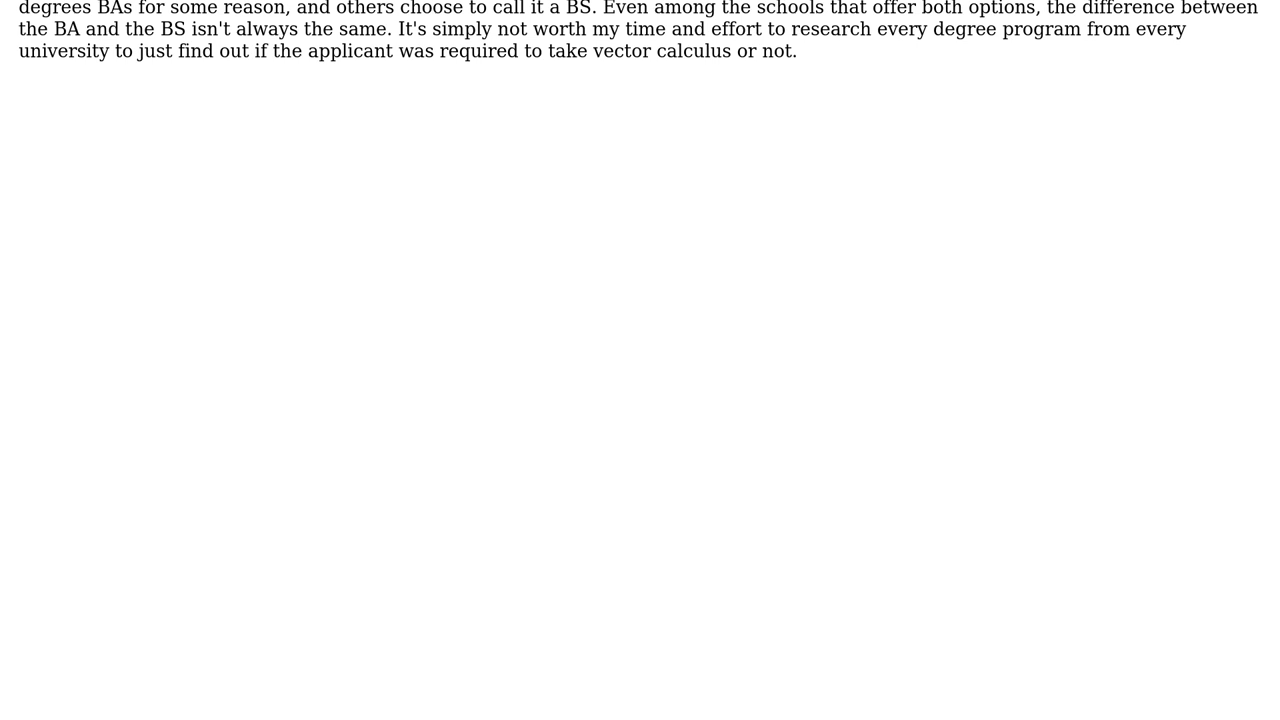 degrees BAs for some reason, and others choose to call it a BS. Even among the schools that offer both options, the difference between
the BA and the BS isn't always the same. It's simply not worth my time and effort to research every degree program from every
university to just find out if the applicant was required to take vector calculus or not.